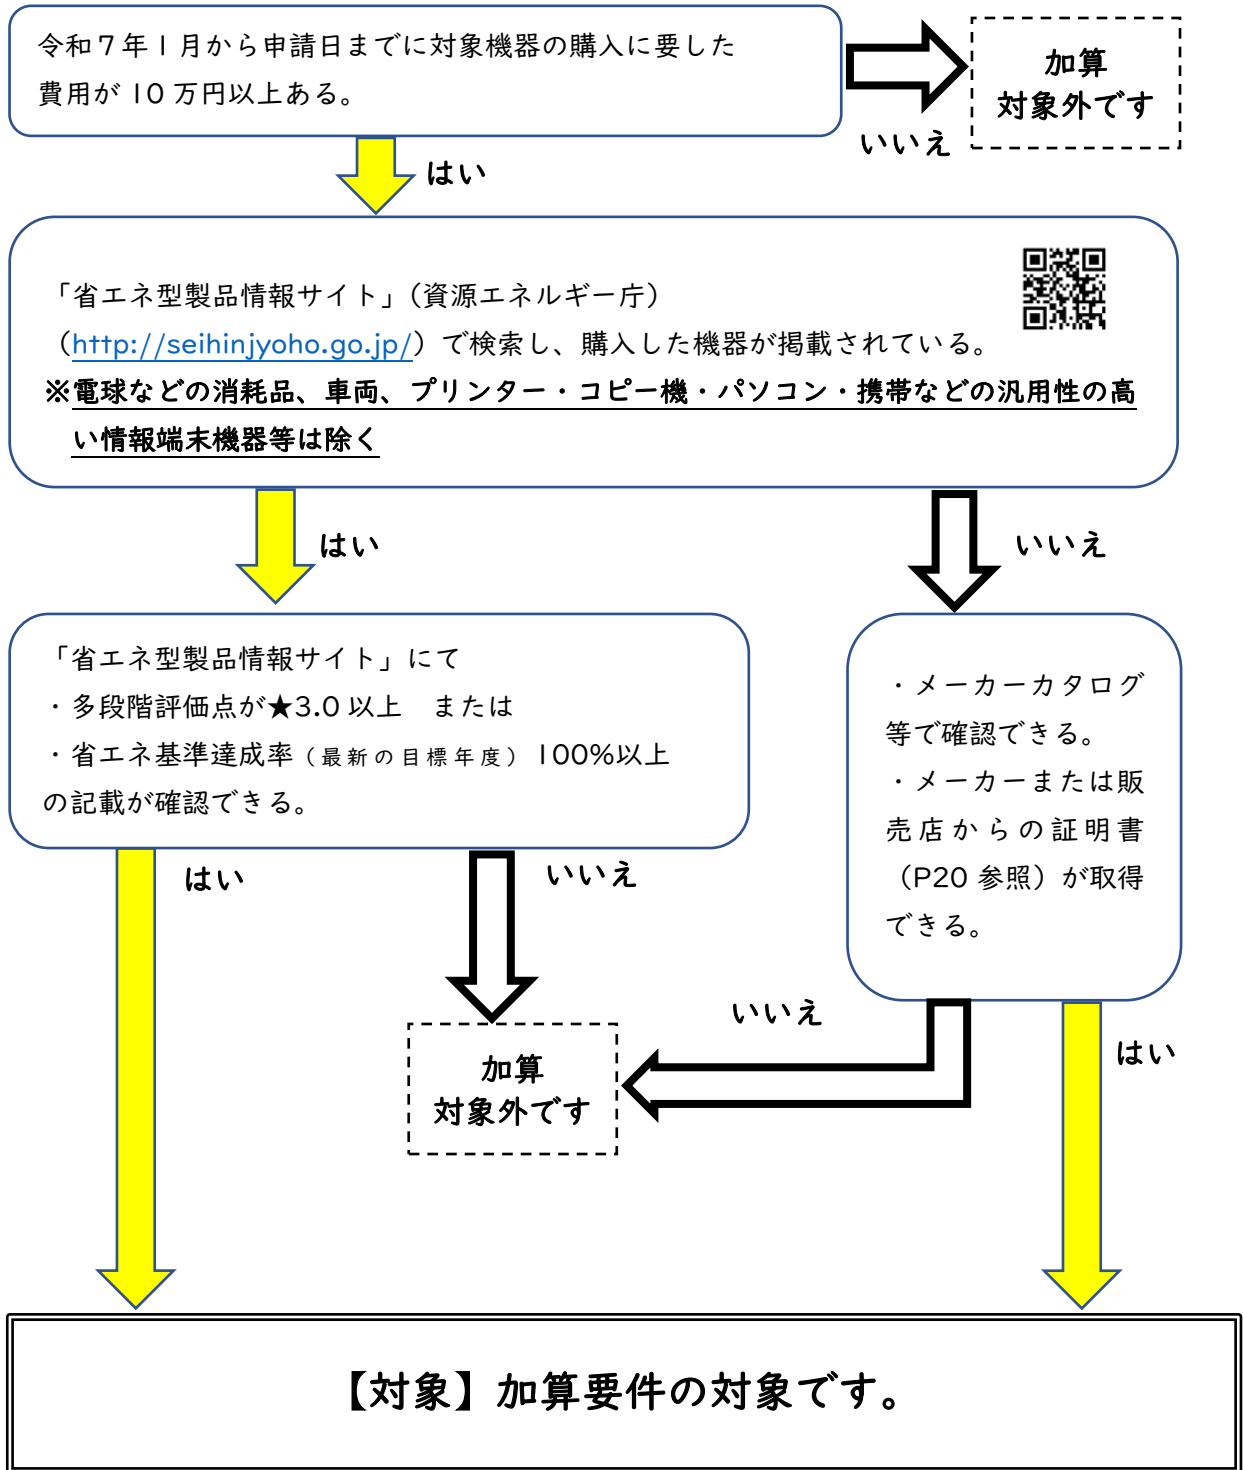 令和７年１月から申請日までに対象機器の購入に要した
費用が 10 万円以上ある。
加算
対象外です
いいえ
はい
「省エネ型製品情報サイト」（資源エネルギー庁）
（http://seihinjyoho.go.jp/）で検索し、購入した機器が掲載されている。
※電球などの消耗品、車両、プリンター・コピー機・パソコン・携帯などの汎用性の高
い情報端末機器等は除く
はい
いいえ
「省エネ型製品情報サイト」にて
・多段階評価点が★3.0 以上　または
・省エネ基準達成率（最新の目標年度）100%以上
の記載が確認できる。
・メーカーカタログ
等で確認できる。
・メーカーまたは販
売店からの証明書
（P20 参照）が取得
できる。
はい
いいえ
いいえ
はい
加算
対象外です
【対象】加算要件の対象です。